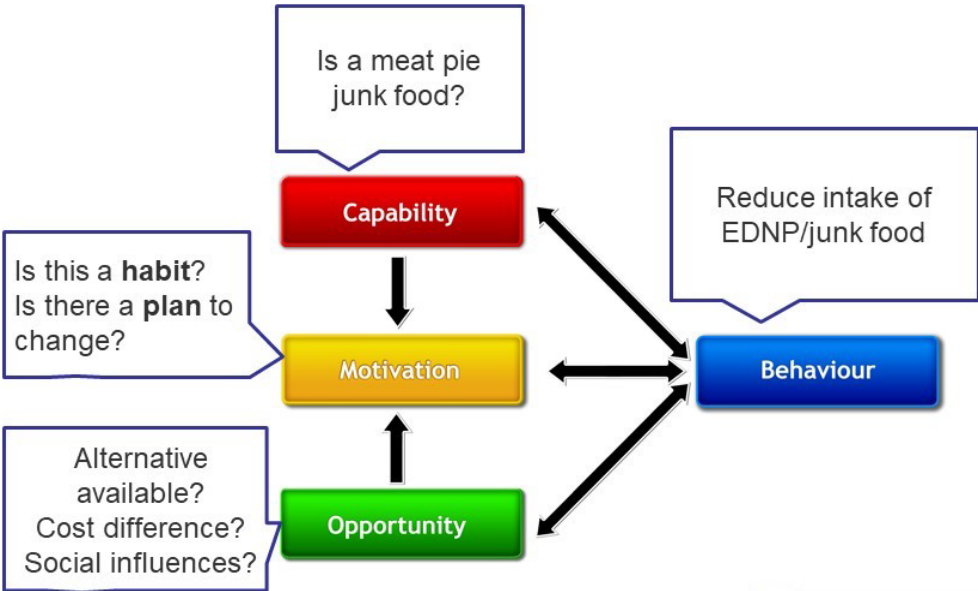 Is a meat pie
junk food?
Capability
Reduce intake of
EDNP/junk food
Is this a habit?
Is there a plan to
change?
Motivation
Behaviour
Alternative
available?
Cost difference?
Social influences?
Opportunity